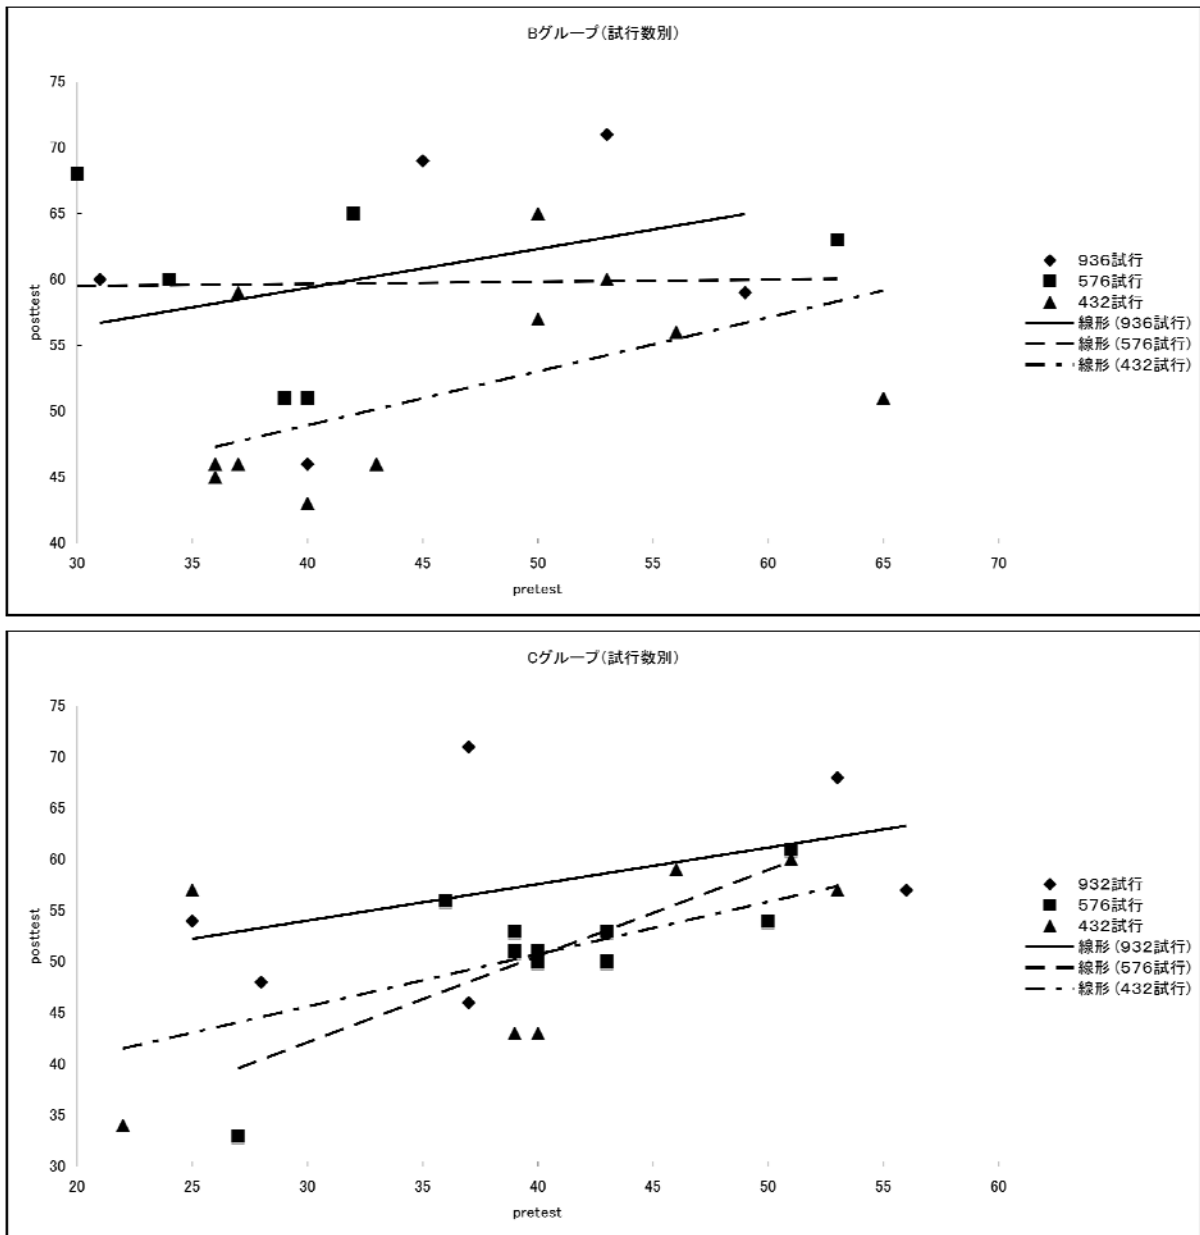 Bグループ(試行数別)
75
70
65
60
55
50
45
40
posttest
30 35 40 45 50 55 60 65 70
pretest
936試行
576試行
432試行
線形(936試行)
線形(576試行)
線形(432試行)
Cグループ(試行数別)
75
70
65
60
55
50
45
40
35
30
posttest
20 25 30 35 40 45 50 55 60
pretest
932試行
576試行
432試行
線形(932試行)
線形(576試行)
線形(432試行)